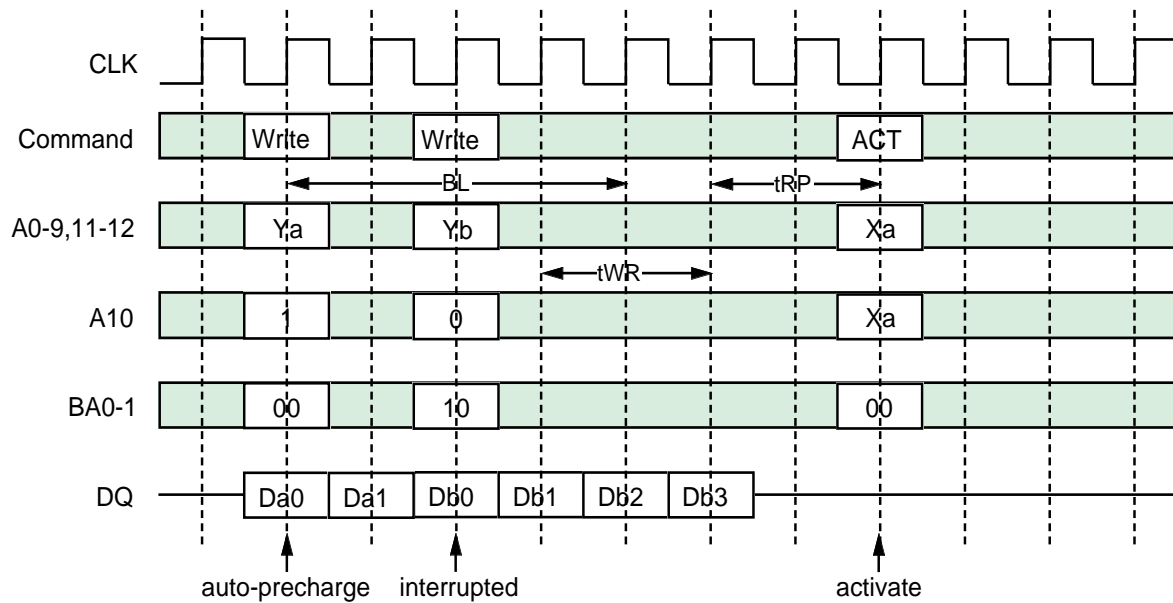 CLK
Command Write Write ACT
BL tRP
A0-9,11-12 Ya Yb Xa
tWR
A10 1 0 Xa
BA0-1 00 10 00
DQ Da0 Da1 Db0 Db1 Db2 Db3
auto-precharge interrupted activate